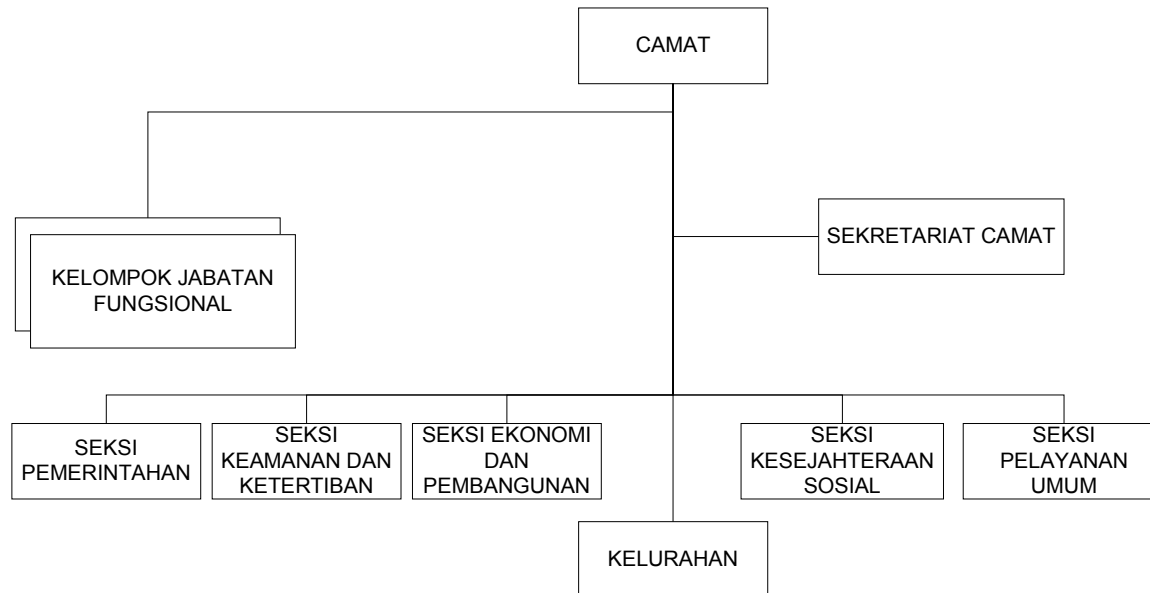 CAMAT
SEKRETARIAT CAMAT
KELOMPOK JABATAN
FUNGSIONAL
SEKSI
PEMERINTAHAN
SEKSI
KEAMANAN DAN
KETERTIBAN
SEKSI EKONOMI
DAN
PEMBANGUNAN
SEKSI
KESEJAHTERAAN
SOSIAL
SEKSI
PELAYANAN
UMUM
KELURAHAN